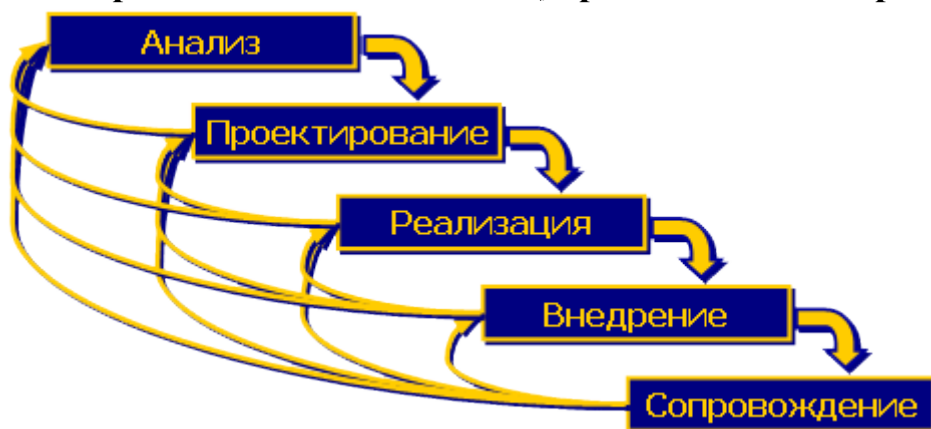 Анализ
Проектирование
Реализация
Внедрение
Сопровождение